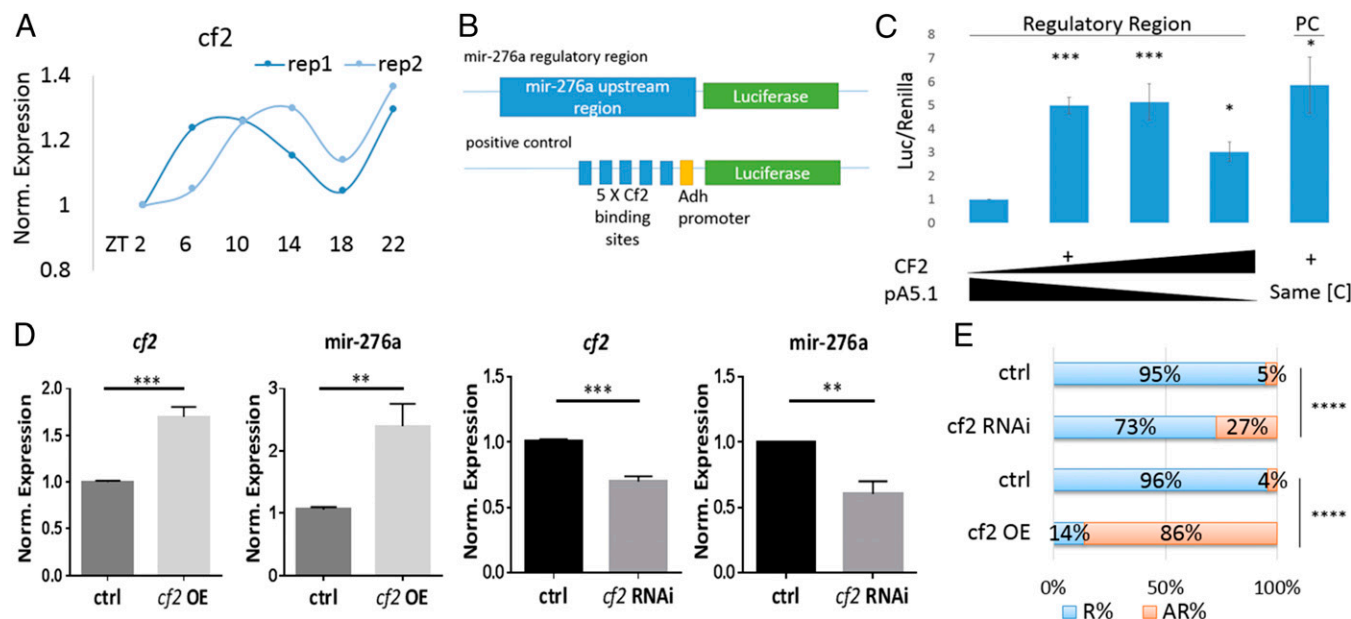 A
cf2
rep1 rep2
Norm. Expression
1.4
1.2
1
0.8
ZT 2 6 10 14 18 22
B
mir-276a regulatory region
mir-276a upstream
region
Luciferase
positive control
Luciferase
5 X Cf2
binding
sites
Adh
promoter
C
Regulatory Region
PC
Luc/Renilla
8
7
6
5
4
3
2
1
0
*** *** * *
CF2 + +
pA5.1 Same [C]
D
cf2
Norm. Expression
2.0
1.5
1.0
0.5
0.0
***
ctrl cf2 OE
mir-276a
Norm. Expression
3
2
1
0
**
ctrl cf2 OE
cf2
Norm. Expression
1.5
1.0
0.5
0.0
***
ctrl cf2 RNAi
mir-276a
Norm. Expression
1.5
1.0
0.5
0.0
**
ctrl cf2 RNAi
E
ctrl 95% 5%
cf2 RNAi 73% 27%
****
ctrl 96% 4%
cf2 OE 14% 86%
****
0% 50% 100%
R% AR%